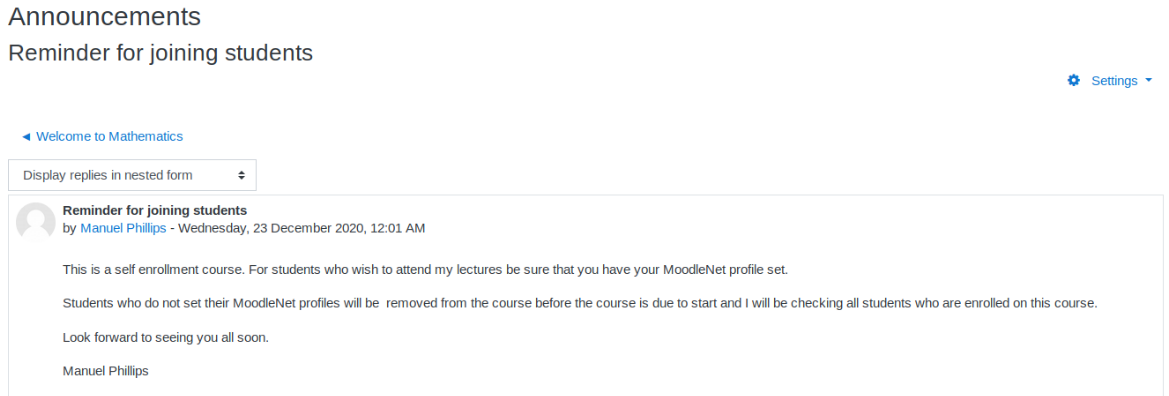 Announcements
Reminder for joining students
Settings
◄ Welcome to Mathematics
Display replies in nested form
Reminder for joining students
by Manuel Phillips - Wednesday, 23 December 2020, 12:01 AM
This is a self enrollment course. For students who wish to attend my lectures be sure that you have your MoodleNet profile set.
Students who do not set their MoodleNet profiles will be  removed from the course before the course is due to start and I will be checking all students who are enrolled on this course.
Look forward to seeing you all soon.
Manuel Phillips